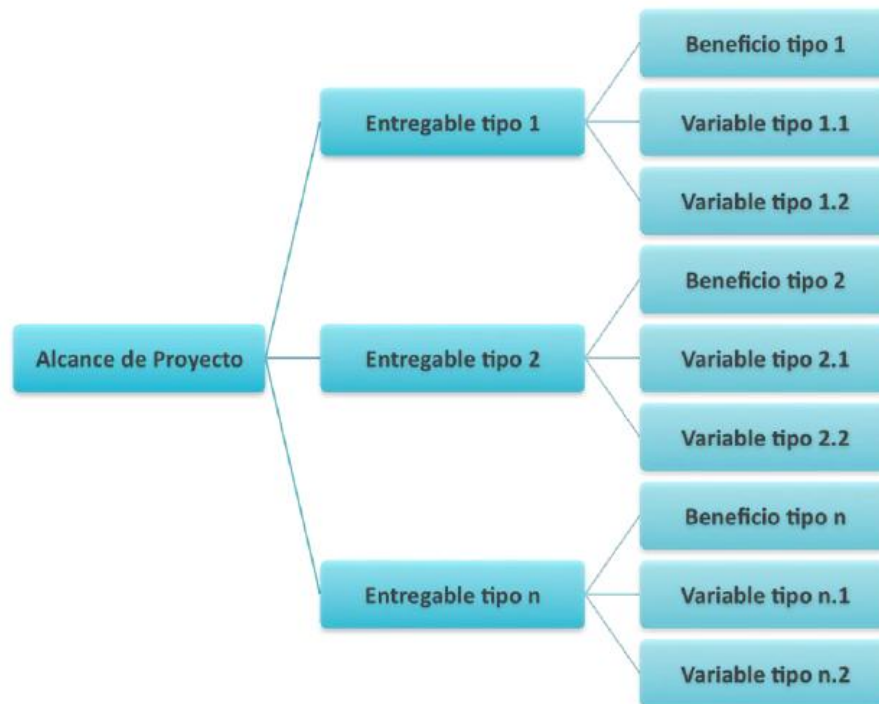 Alcance de Proyecto
Entregable tipo 1
Beneficio tipo 1
Variable tipo 1.1
Variable tipo 1.2
Entregable tipo 2
Beneficio tipo 2
Variable tipo 2.1
Variable tipo 2.2
Entregable tipo n
Beneficio tipo n
Variable tipo n.1
Variable tipo n.2